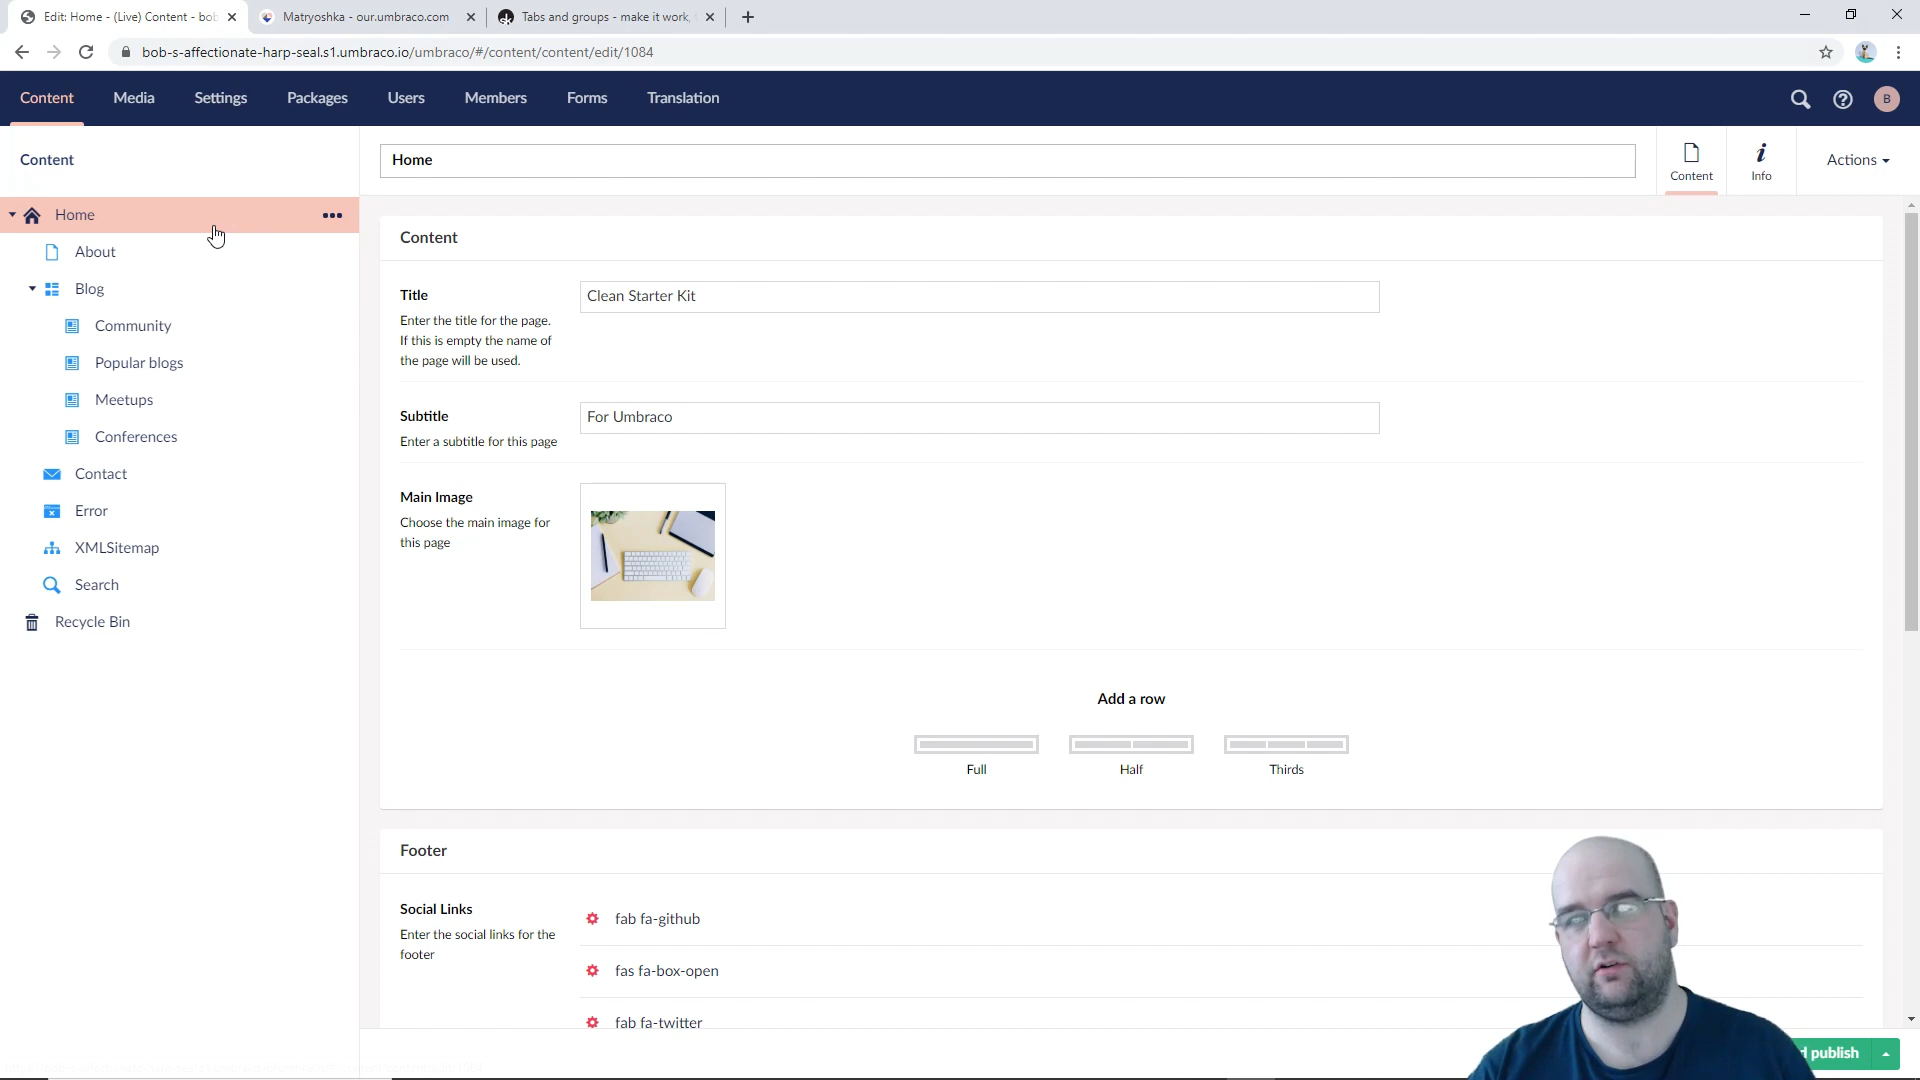 Edit: Home - (Live) Content - bob
Matryoshka - our.umbraco.com
Tabs and groups - make it work,
bob-s-affectionate-harp-seal.s1.umbraco.io/umbraco/#/content/content/edit/1084
Content
Media
Settings
Packages
Users
Members
Forms
Translation
B
Content
Home
Content
Info
Actions
Home
About
Blog
Community
Popular blogs
Meetups
Conferences
Contact
Error
XMLSitemap
Search
Recycle Bin
Content
Title
Enter the title for the page.
If this is empty the name of
the page will be used.
Clean Starter Kit
Subtitle
Enter a subtitle for this page
For Umbraco
Main Image
Choose the main image for
this page
Add a row
Full
Half
Thirds
Footer
Social Links
Enter the social links for the
footer
fab fa-github
fas fa-box-open
fab fa-twitter
publish